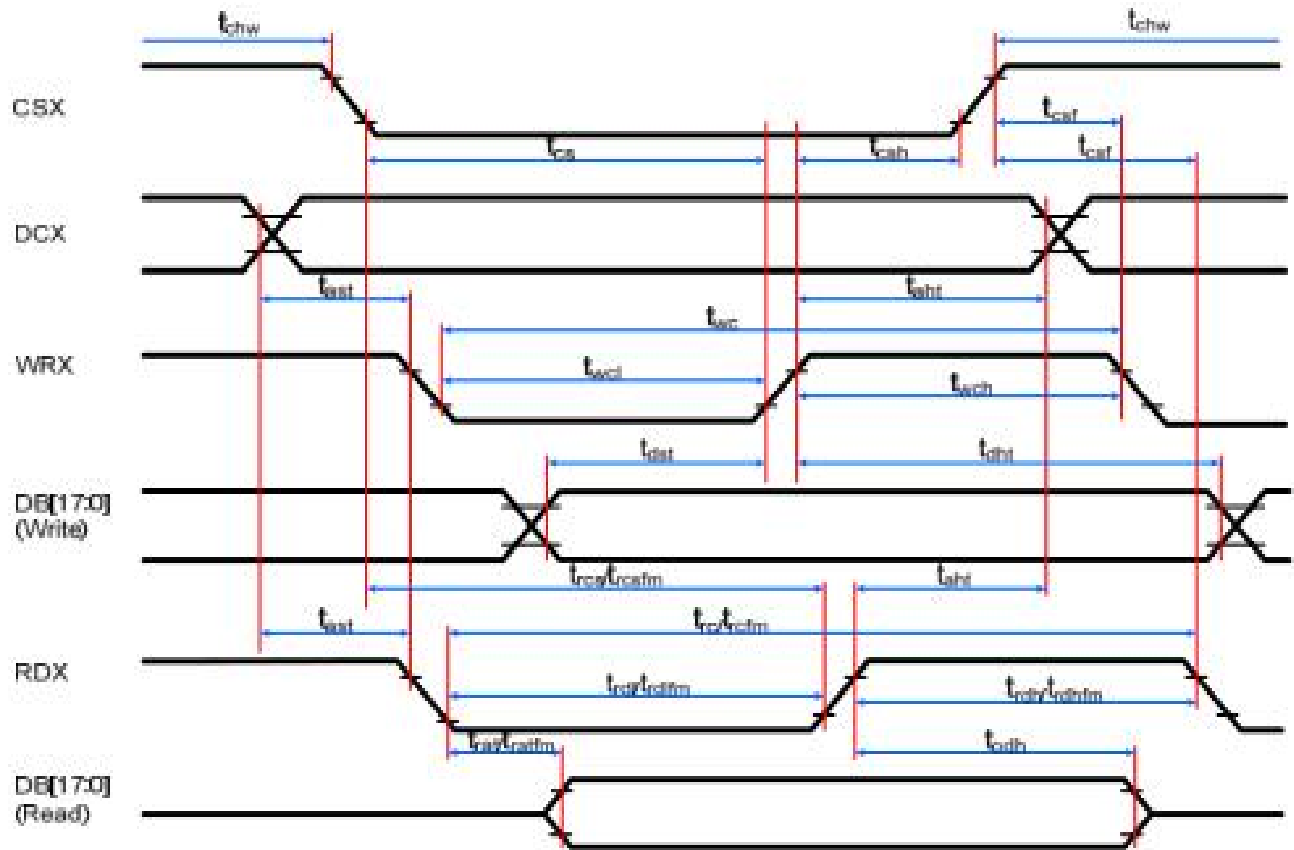 tchw tchw
CSX
tcsf
tcs tcsh tcsf
DCX
tast taht
twc
WRX
twcl
twch
tdst tdht
DB[17:0]
(Write)
trcs/trcsfm taht
tast trc/trcfm
RDX
trdl/trdlfm trdh/trdhfm
trat/tratfm todh
DB[17:0]
(Read)